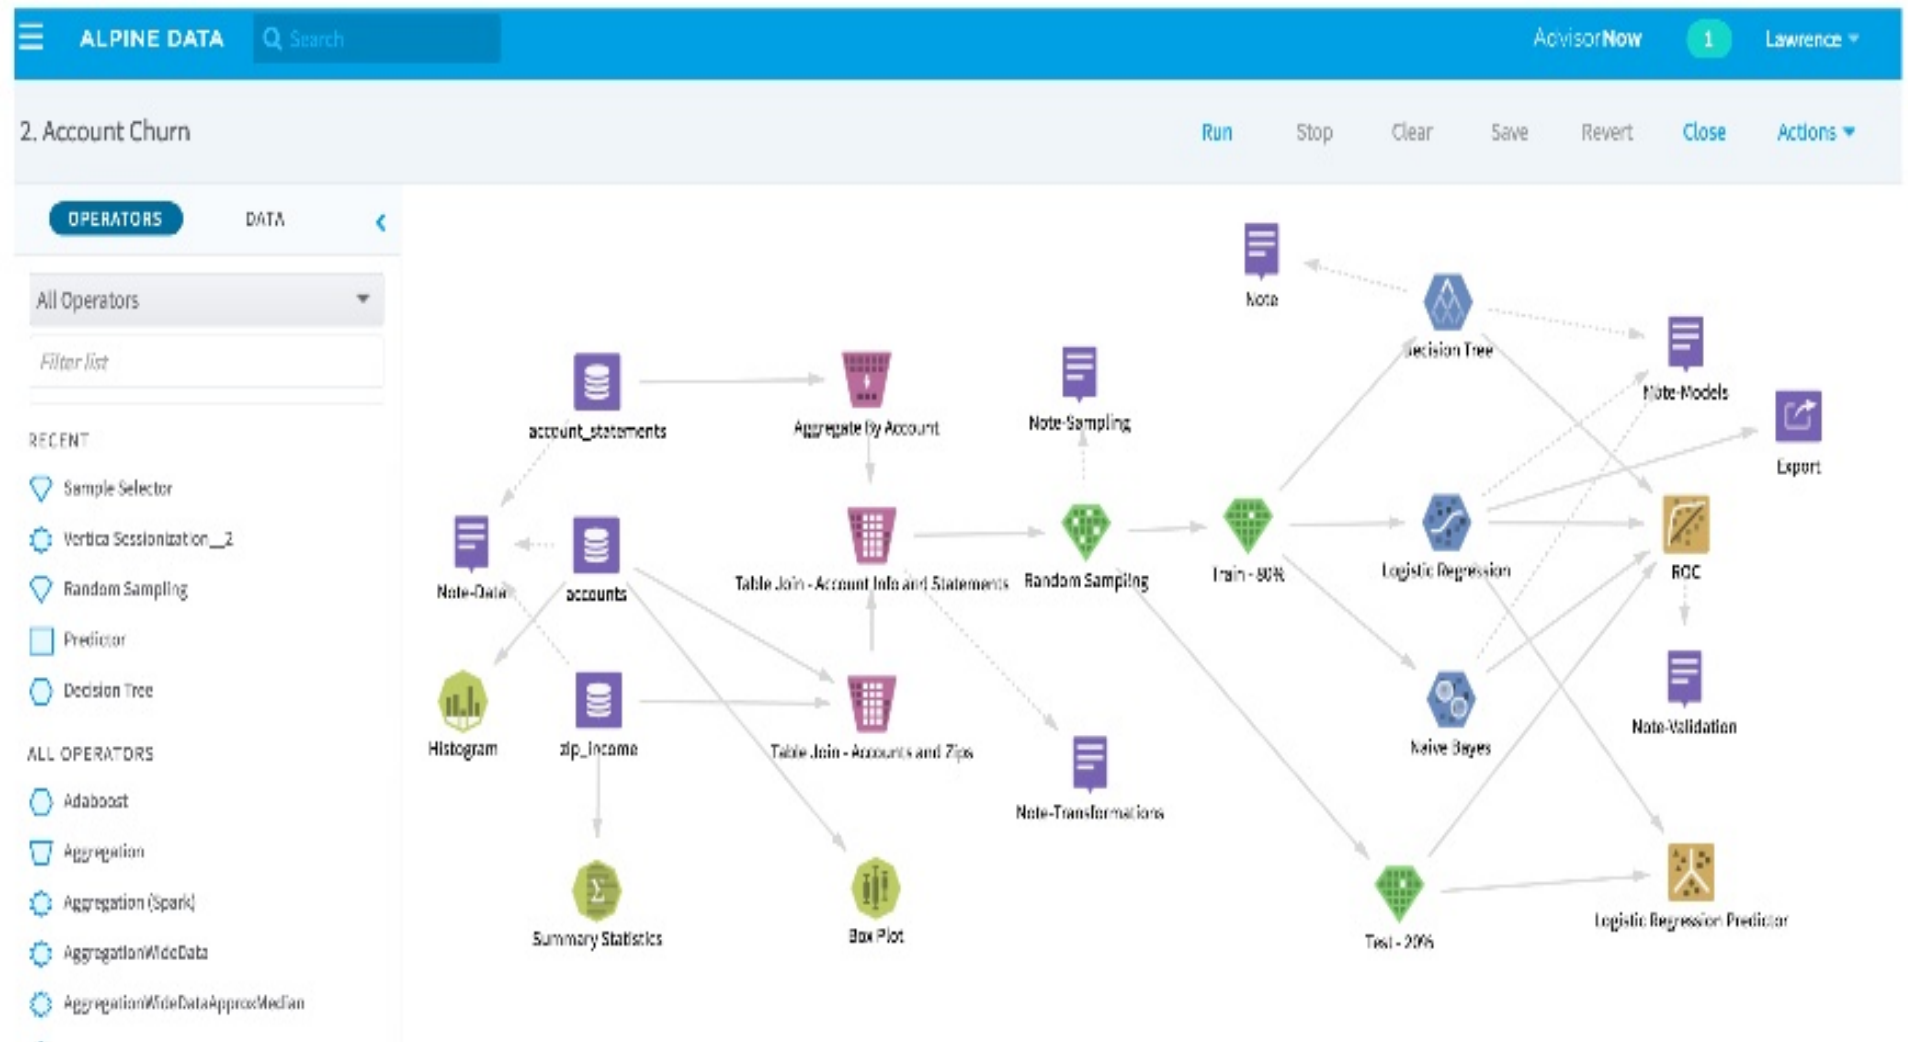 ALPINE DATA
Search
AdvisorNow
1
Lawrence
2. Account Churn
Run
Stop
Clear
Save
Revert
Close
Actions
OPERATORS
DATA
All Operators
Filter list
RECENT
Sample Selector
Vertica Sessionization__2
Random Sampling
Predictor
Decision Tree
ALL OPERATORS
Adaboost
Aggregation
Aggregation (Spark)
AggregationWideData
AggregationWideDataApproxMedian
Note
Decision Tree
Note-Models
Export
account_statements
Aggregate By Account
Note-Sampling
Note-Data
accounts
Table Join - Account Info and Statements
Random Sampling
Train - 80%
Logistic Regression
ROC
Histogram
zip_income
Table Join - Accounts and Zips
Note-Transformations
Naive Bayes
Note-Validation
Summary Statistics
Box Plot
Test - 20%
Logistic Regression Predictor